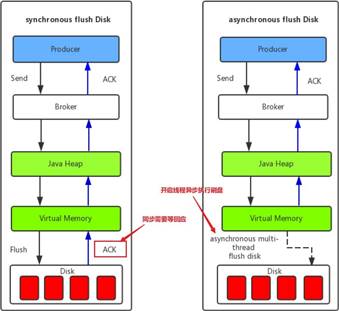 synchronous flush Disk
Producer
Send
ACK
Broker
Java Heap
Virtual Memory
Flush
ACK
同步需要等回应
Disk
asynchronous flush Disk
Producer
Send
ACK
Broker
Java Heap
开启线程异步执行刷盘
Virtual Memory
asynchronous multi-
thread
flush disk
Disk